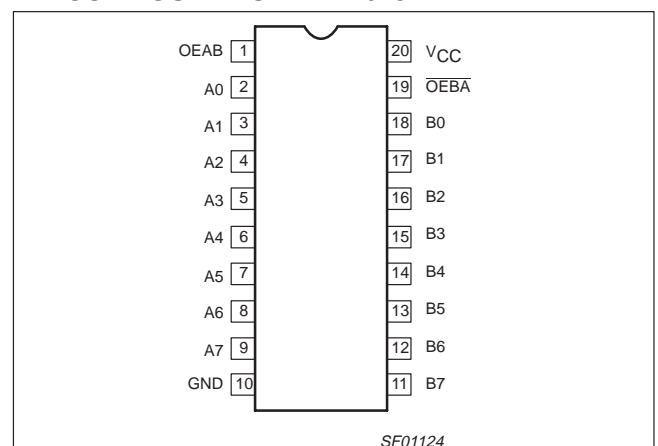 OEAB 1 20 VCC
A0 2 19 OEBA
A1 3 18 B0
A2 4 17 B1
A3 5 16 B2
A4 6 15 B3
A5 7 14 B4
A6 8 13 B5
A7 9 12 B6
GND 10 11 B7
SF01124